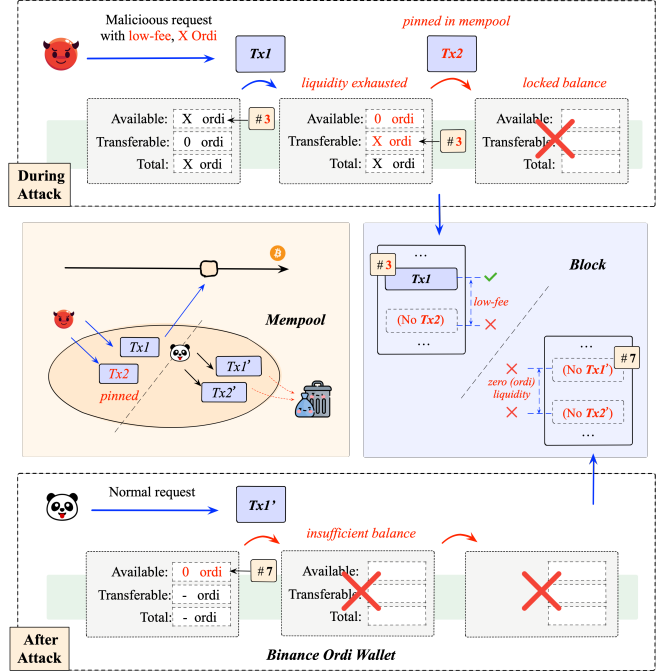 Malicious request
with low-fee, X Ordi
Tx1
pinned in mempool
Tx2
liquidity exhausted
locked balance
Available: X ordi
Transferable: 0 ordi
Total: X ordi
#3
Available: 0 ordi
Transferable: X ordi
Total: X ordi
#3
Available:
Transferable:
Total:
During
Attack
Mempool
Tx1
Tx2
pinned
Tx1'
Tx2'
Block
...
#3
Tx1
low-fee
(No Tx2)
...
...
#7
(No Tx1')
zero (ordi)
liquidity
(No Tx2')
...
Normal request
Tx1'
insufficient balance
Available: 0 ordi
Transferable: - ordi
Total: - ordi
#7
Available:
Transferable:
Total:
After
Attack
Binance Ordi Wallet